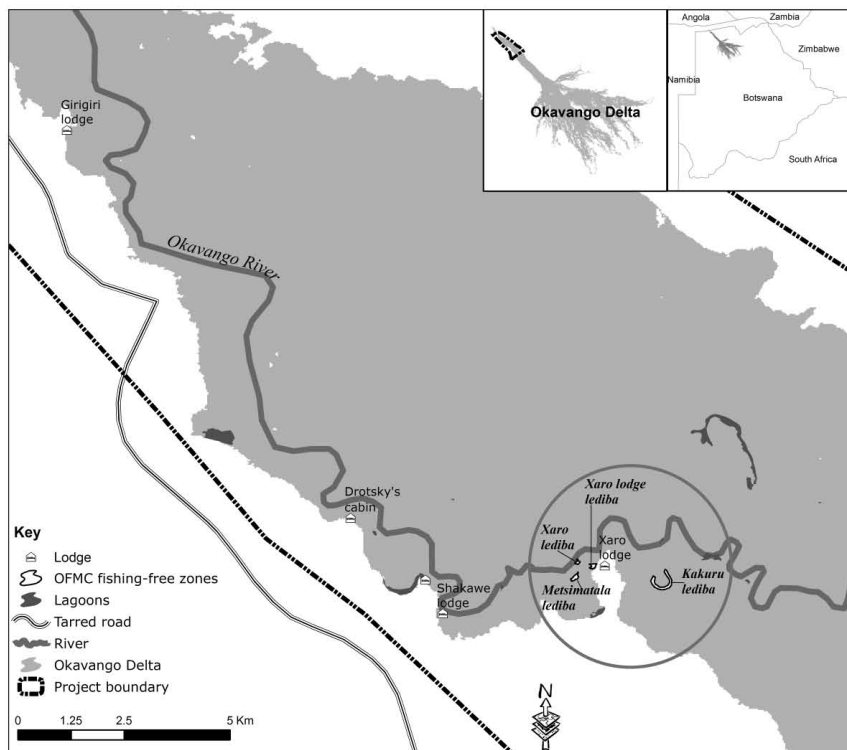 Angola
Zambia
Zimbabwe
Namibia
Botswana
South Africa
Okavango Delta
Girigiri
lodge
Okavango River
Drotsky's
cabin
Shakawe
lodge
Xaro lodge
lediba
Xaro
lediba
Xaro
lodge
Metsimatala
lediba
Kakuru
lediba
Key
Lodge
OFMC fishing-free zones
Lagoons
Tarred road
River
Okavango Delta
Project boundary
0 1.25 2.5 5 Km
N